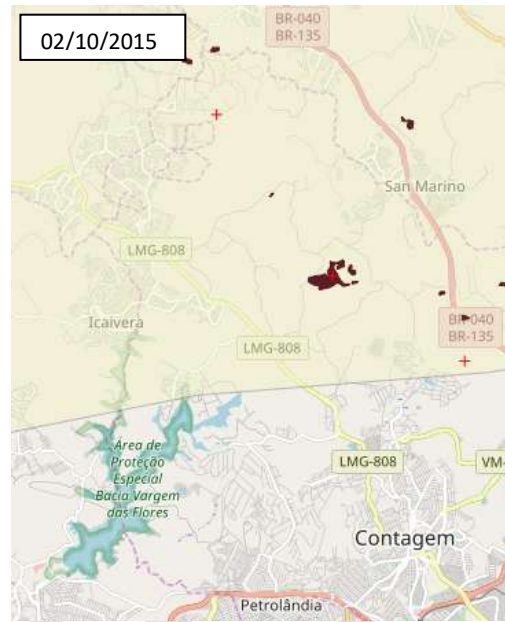 02/10/2015
BR-040
BR-135
San Marino
LMG-808
Icaivera
BR-040
BR-135
LMG-808
Área de
Proteção
Especial
Bacia Vargem
das Flores
LMG-808
VM-
Contagem
Petrolândia